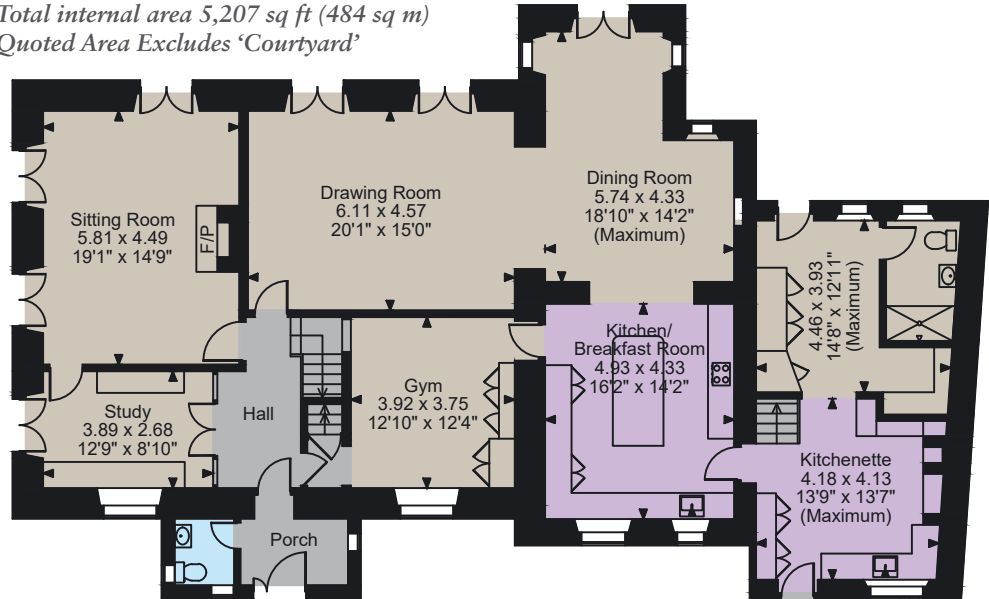 Total internal area 5,207 sq ft (484 sq m)
Quoted Area Excludes ‘Courtyard’
Sitting Room
5.81 x 4.49
19'1" x 14'9"
F/P
Drawing Room
6.11 x 4.57
20'1" x 15'0"
Dining Room
5.74 x 4.33
18'10" x 14'2"
(Maximum)
4.46 x 3.93
14'8" x 12'11"
(Maximum)
Kitchen/
Breakfast Room
4.93 x 4.33
16'2" x 14'2"
Gym
3.92 x 3.75
12'10" x 12'4"
Hall
Study
3.89 x 2.68
12'9" x 8'10"
Kitchenette
4.18 x 4.13
13'9" x 13'7"
(Maximum)
Porch